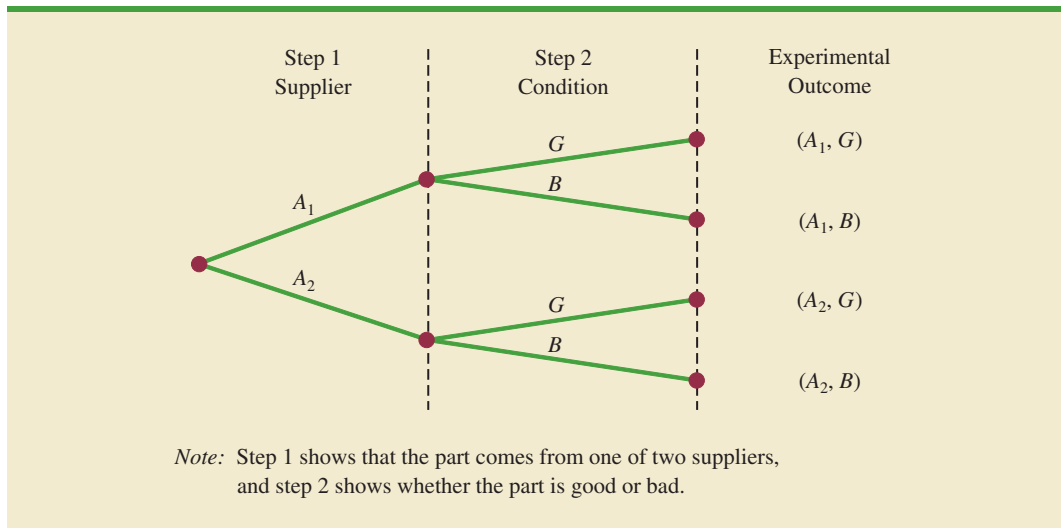 Step 1
Supplier
Step 2
Condition
Experimental
Outcome
A₁
A₂
G
B
G
B
(A₁, G)
(A₁, B)
(A₂, G)
(A₂, B)
Note: Step 1 shows that the part comes from one of two suppliers,
and step 2 shows whether the part is good or bad.